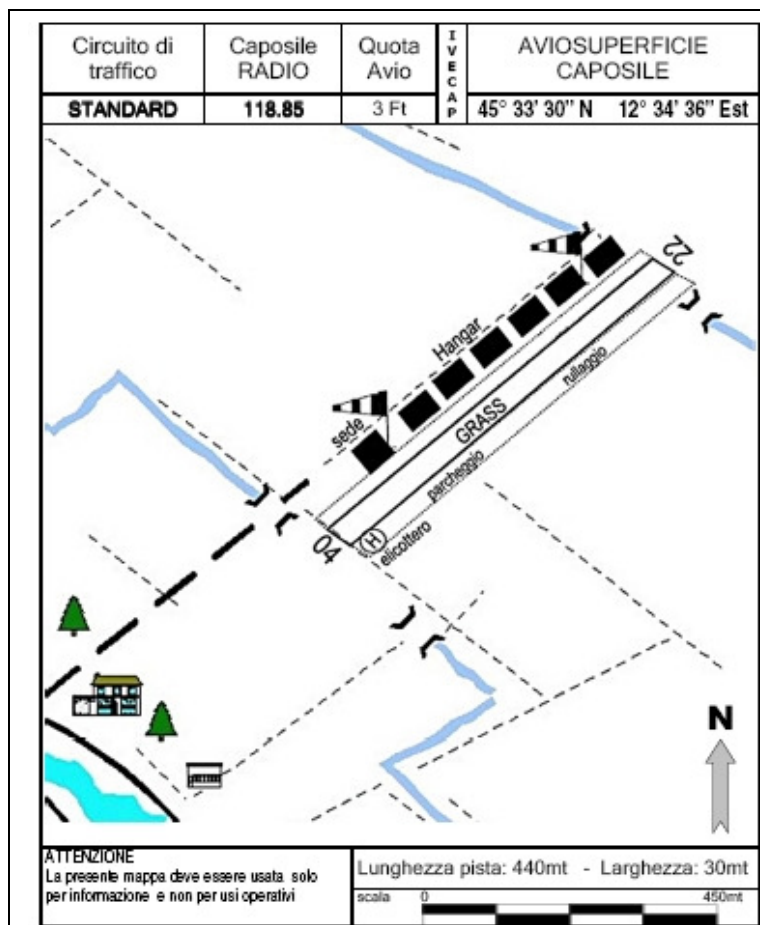 Circuito di
traffico
Caposile
RADIO
Quota
Avio
IVECAP
AVIOSUPERFICIE
CAPOSILE
STANDARD
118.85
3 Ft
45° 33' 30” N 12° 34' 36” Est
22
Hangar
rullaggio
sede
GRASS
parcheggio
04
H
elicottero
N
ATTENZIONE
La presente mappa deve essere usata solo
per informazione e non per usi operativi
Lunghezza pista: 440mt - Larghezza: 30mt
scala 0 450mt